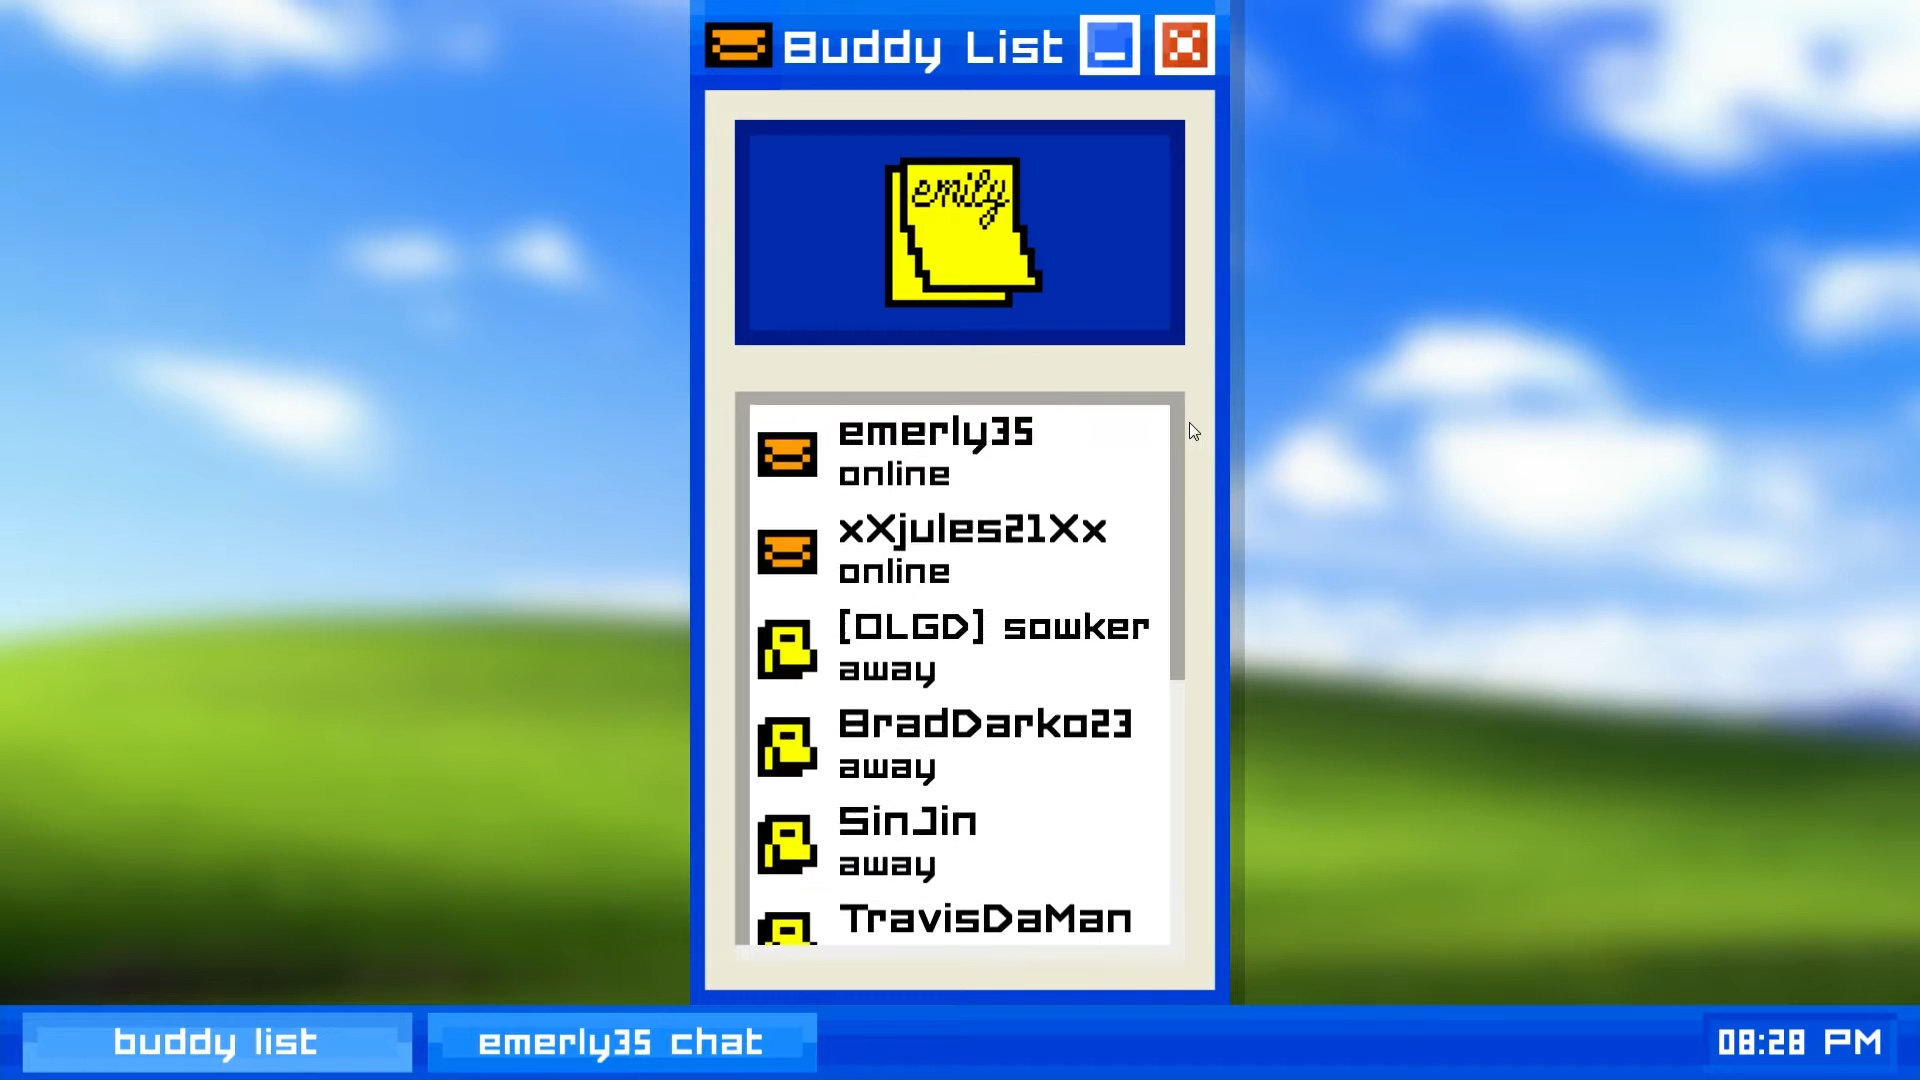 Buddy List
emily
emerly35
online
xXjules21Xx
online
[OLGD] sowker
away
BradDarko23
away
SinJin
away
TravisDaMan
buddy list
emerly35 chat
08:28 PM